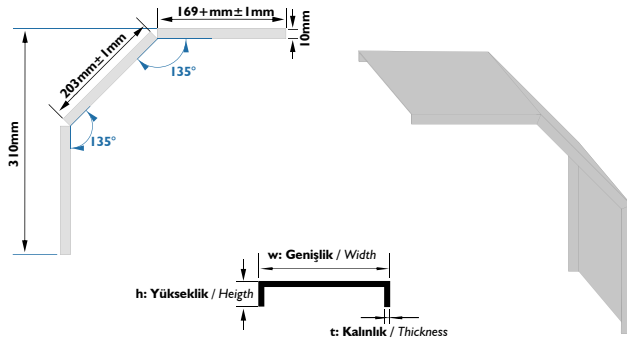 169+mm±1mm
10mm
203mm±1mm
135°
135°
310mm
w: Genişlik / Width
h: Yükseklik / Heigth
t: Kalınlık / Thickness